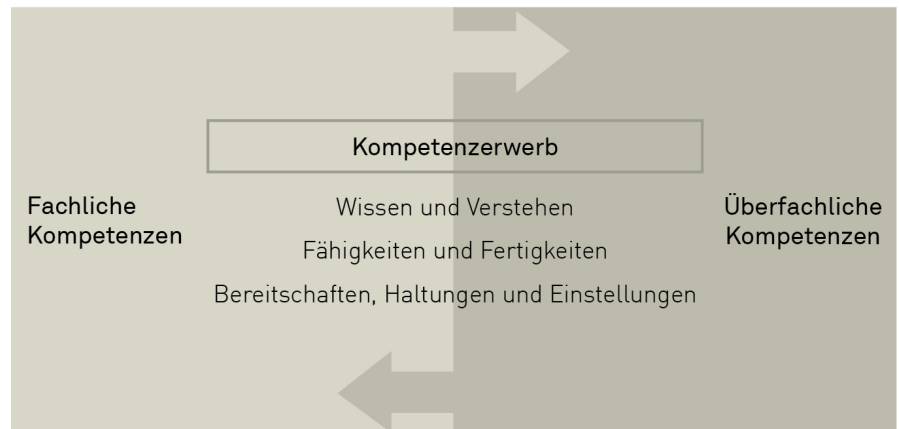 Kompetenzerwerb
Fachliche
Kompetenzen
Wissen und Verstehen
Fähigkeiten und Fertigkeiten
Bereitschaften, Haltungen und Einstellungen
Überfachliche
Kompetenzen